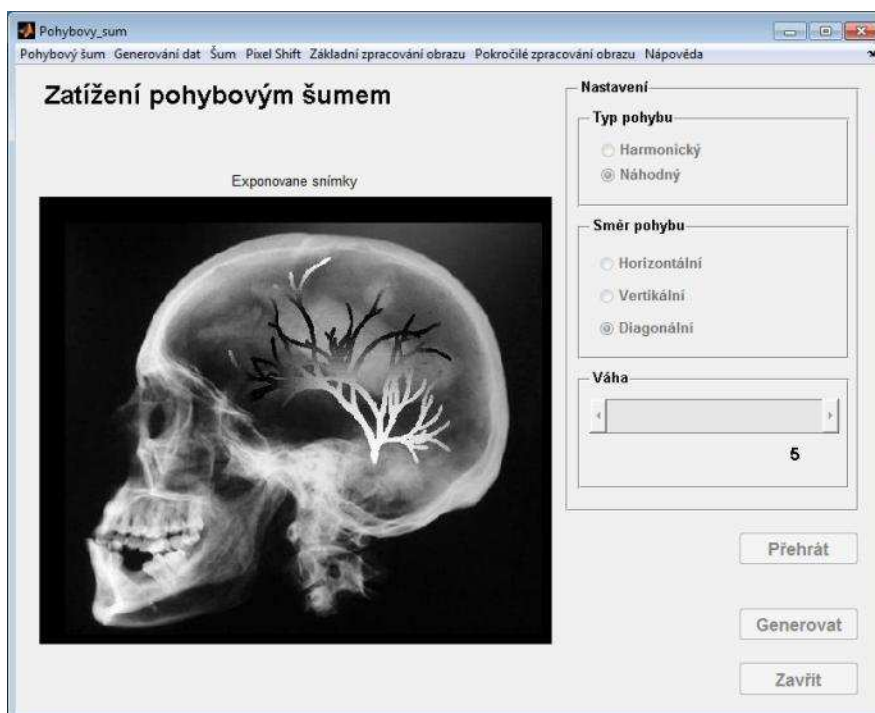 Pohybovy_sum
Pohybový šum Generování dat Šum Pixel Shift Základní zpracování obrazu Pokročilé zpracování obrazu Nápověda
Zatížení pohybovým šumem
Exponovane snímky
Nastavení
Typ pohybu
Harmonický
Náhodný
Směr pohybu
Horizontální
Vertikální
Diagonální
Váha
5
Přehrát
Generovat
Zavřít